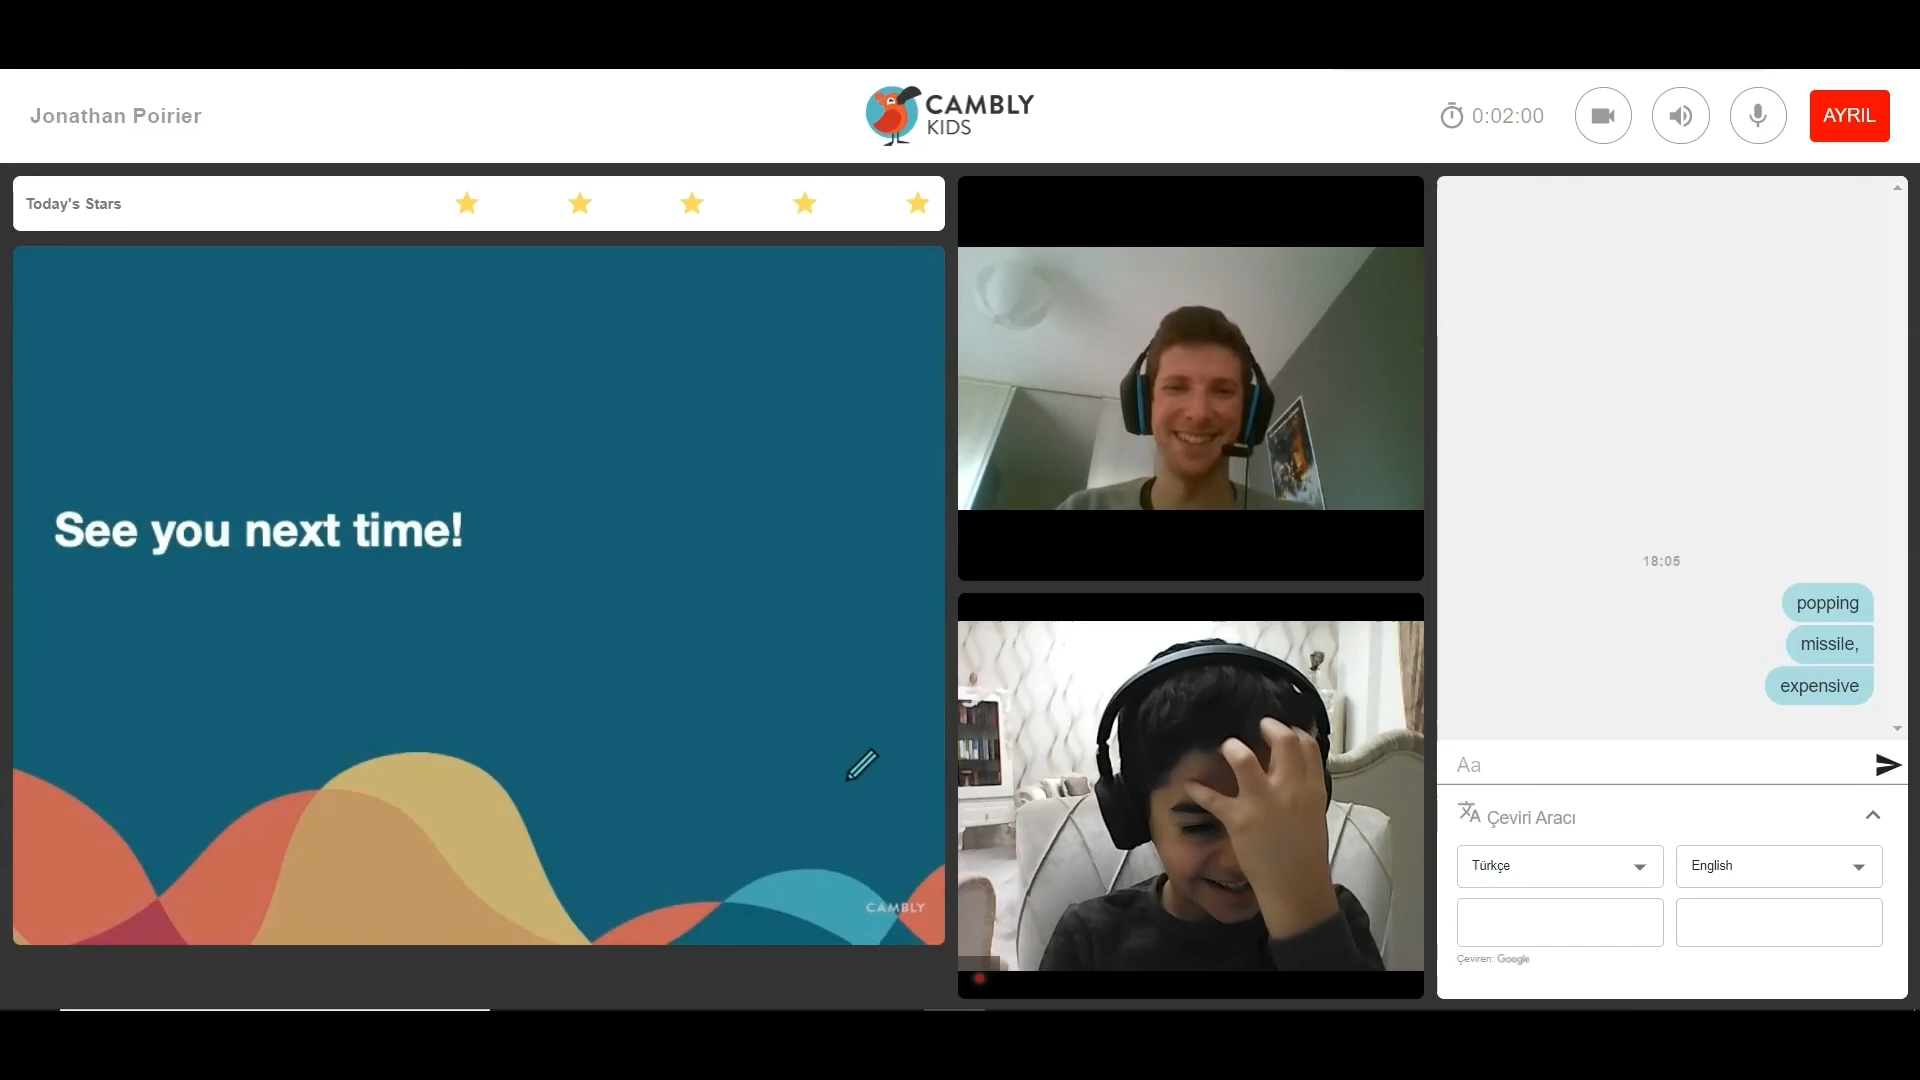 Jonathan Poirier
CAMBLY
KIDS
0:02:00
AYRIL
Today's Stars
See you next time!
CAMBLY
18:05
popping
missile,
expensive
Aa
Çeviri Aracı
Türkçe
English
Çeviren: Google